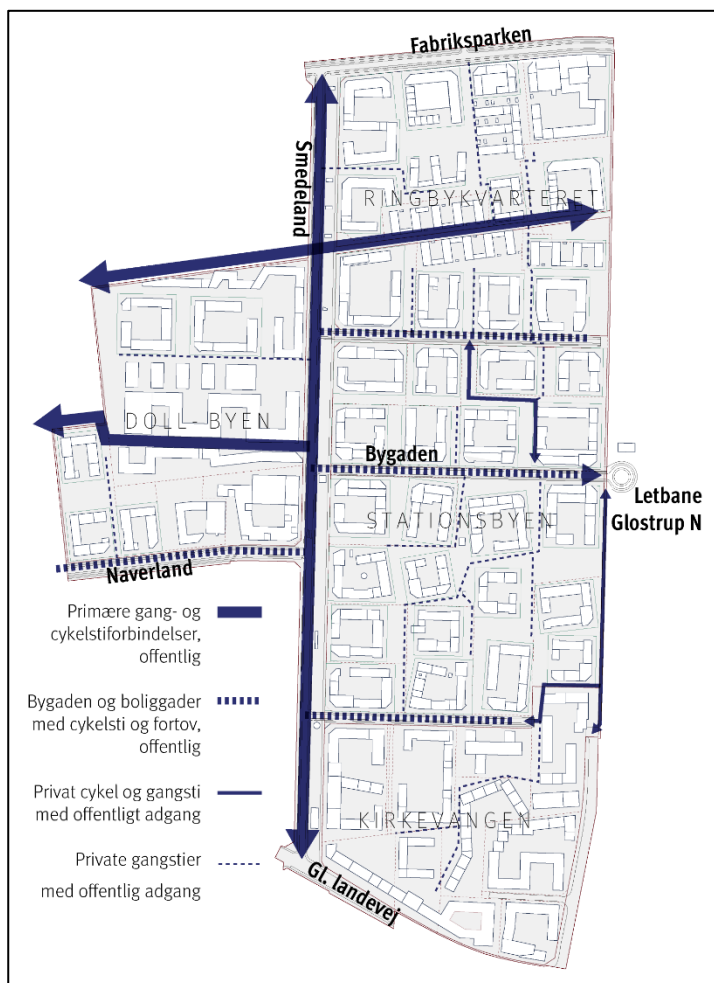 Fabriksparken
Smedeland
RINGBYKVARTERET
DOLL-BYEN
Bygaden
Letbane
Glostrup N
STATIONSBYEN
Naverland
Primære gang- og
cykelstiforbindelser,
offentlig
Bygaden og boliggader
med cykelsti og fortov,
offentlig
Privat cykel og gangsti
med offentligt adgang
KIRKEVANGEN
Private gangstier
med offentlig adgang
Gl. landevej